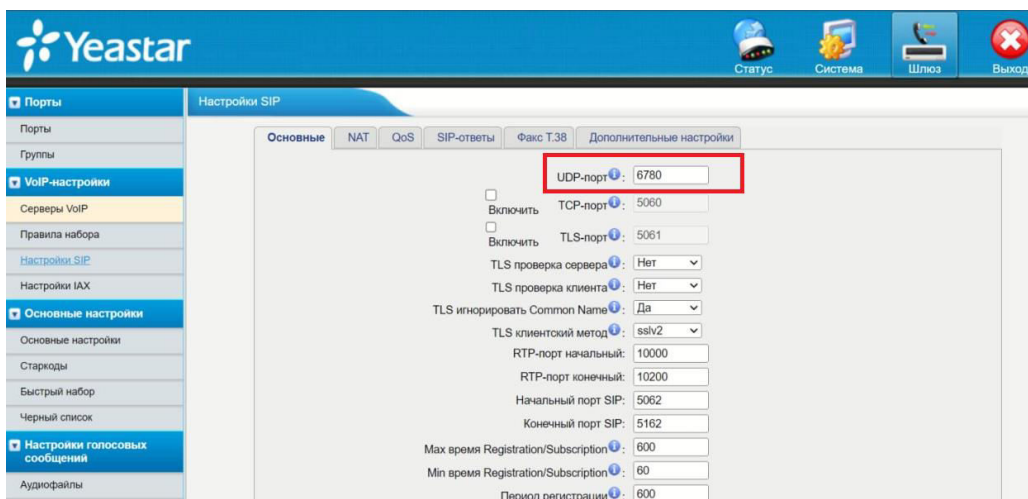 Yeastar
Статус
Система
Шлюз
Выход
Порты
Порты
Группы
VoIP-настройки
Серверы VoIP
Правила набора
Настройки SIP
Настройки IAX
Основные настройки
Основные настройки
Старкоды
Быстрый набор
Черный список
Настройки голосовых
сообщений
Аудиофайлы
Настройки SIP
Основные NAT QoS SIP-ответы Факс T.38 Дополнительные настройки
UDP-порт: 6780
Включить TCP-порт: 5060
Включить TLS-порт: 5061
TLS проверка сервера: Нет
TLS проверка клиента: Нет
TLS игнорировать Common Name: Да
TLS клиентский метод: sslv2
RTP-порт начальный: 10000
RTP-порт конечный: 10200
Начальный порт SIP: 5062
Конечный порт SIP: 5162
Max время Registration/Subscription: 600
Min время Registration/Subscription: 60
Период регистрации: 600